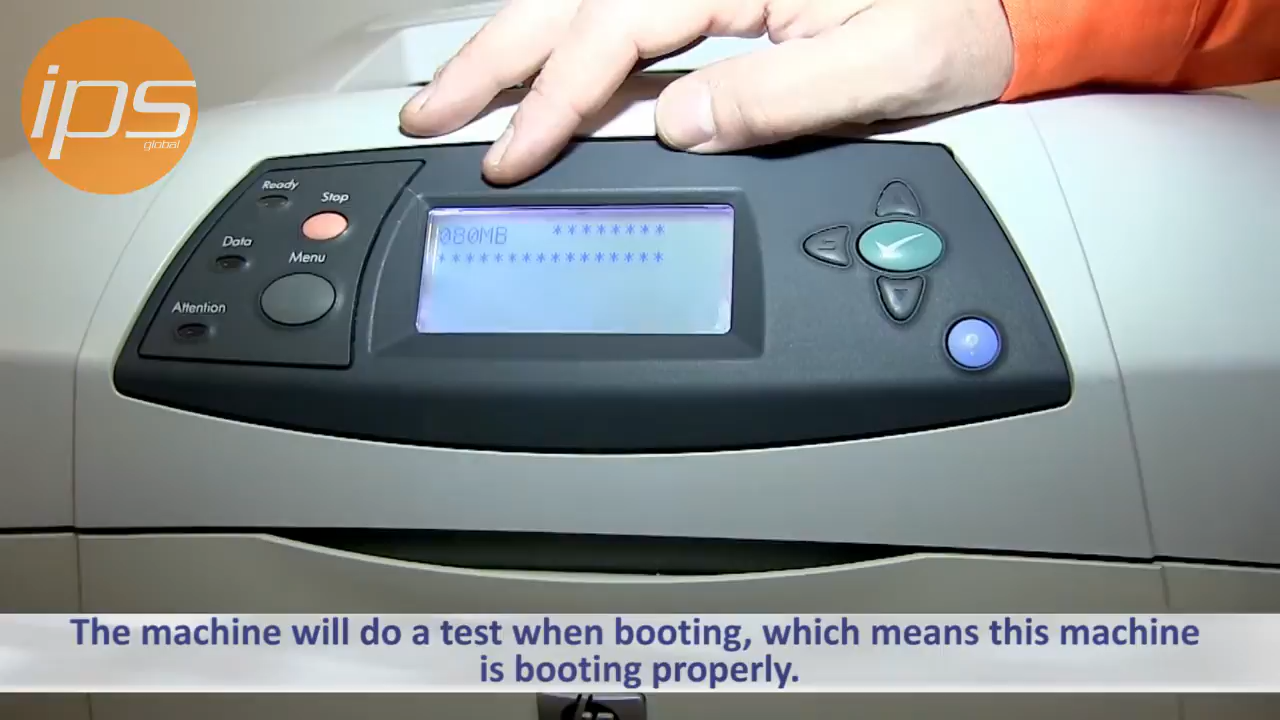 ips
global
Ready
Stop
Data
Menu
Attention
080MB ********
****************
?
The machine will do a test when booting, which means this machine
is booting properly.
hp